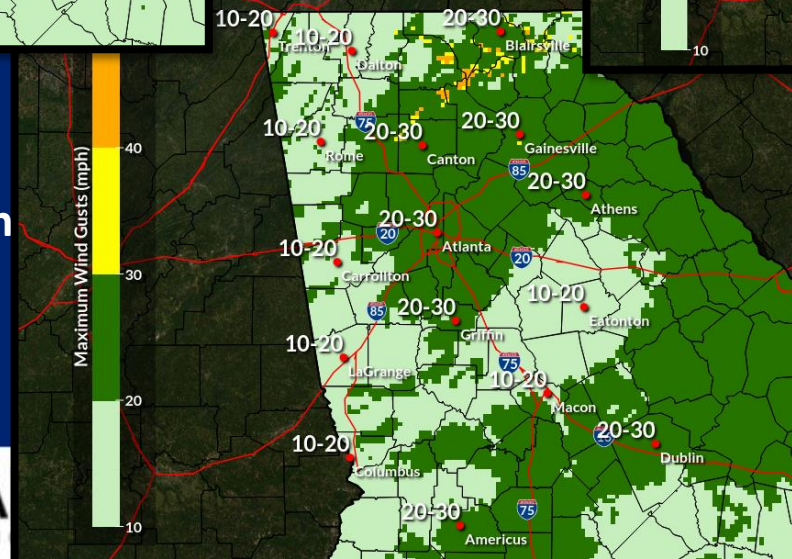 10-20
Trenton
10-20
Dalton
20-30
Blairsville
10
40
Maximum Wind Gusts (mph)
30
20
10
75
10-20
Rome
20-30
Canton
20-30
Gainesville
85
20-30
Athens
20
20-30
Atlanta
20
10-20
Carrollton
85
20-30
Griffin
10-20
Eatonton
10-20
LaGrange
75
10-20
Macon
20-30
Dublin
10-20
Columbus
20-30
Americus
75